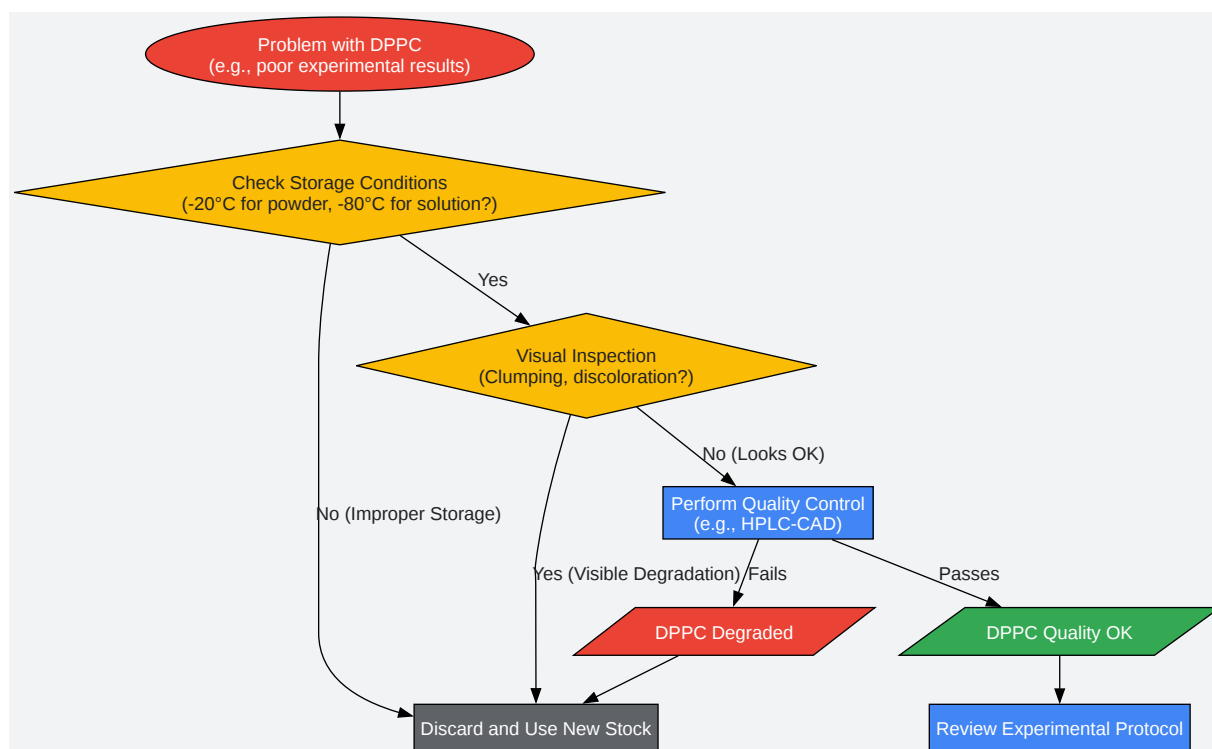 Problem with DPPC
(e.g., poor experimental results)
Check Storage Conditions
(-20°C for powder, -80°C for solution?)
Yes
Visual Inspection
(Clumping, discoloration?)
No (Looks OK)
Perform Quality Control
(e.g., HPLC-CAD)
No (Improper Storage)
Yes (Visible Degradation)
Fails
Passes
DPPC Degraded
DPPC Quality OK
Discard and Use New Stock
Review Experimental Protocol